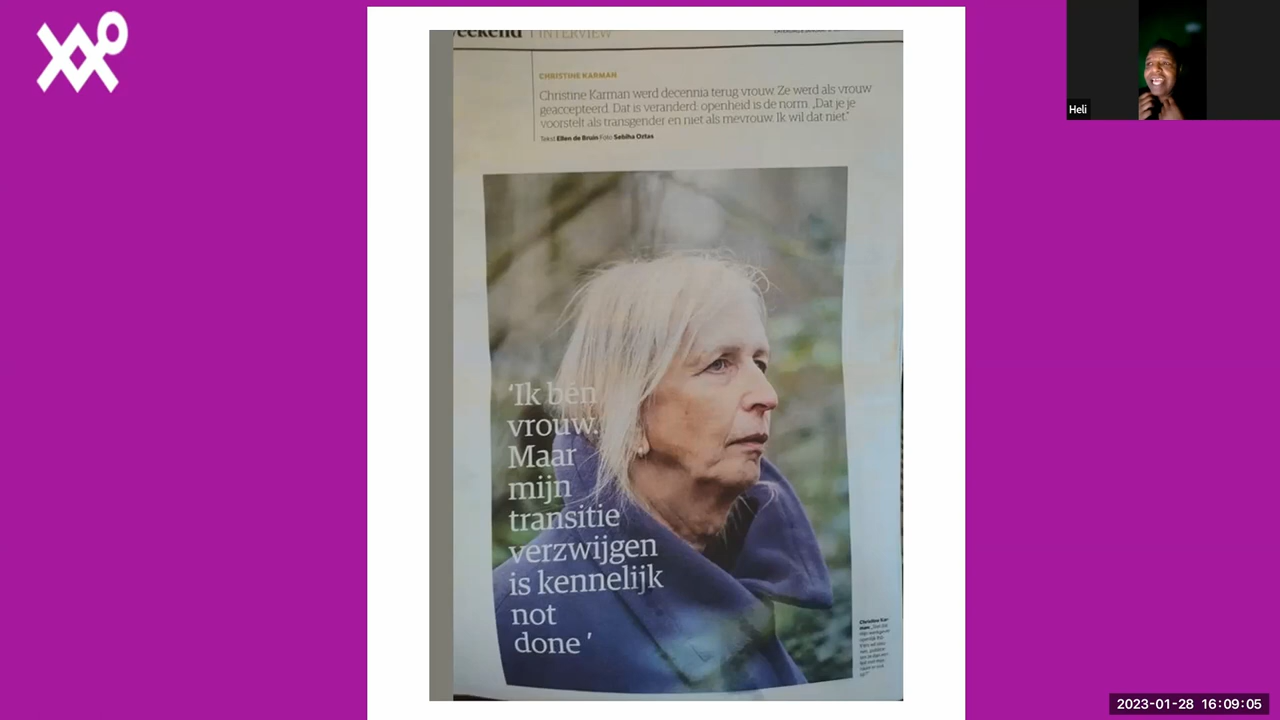 INTERVIEW
CHRISTINE KARMAN
Christine Karman werd decennia terug vrouw. Ze werd als vrouw
geaccepteerd. Dat is veranderd: openheid is de norm. „Dat je je
voorstelt als transgender en niet als mevrouw. Ik wil dat niet.”
Tekst Ellen de Bruin Foto Sabiha Oztas
‘Ik bén
vrouw.
Maar
mijn
transitie
verzwijgen
is kennelijk
not
done’
Heli
2023-01-28 16:09:05